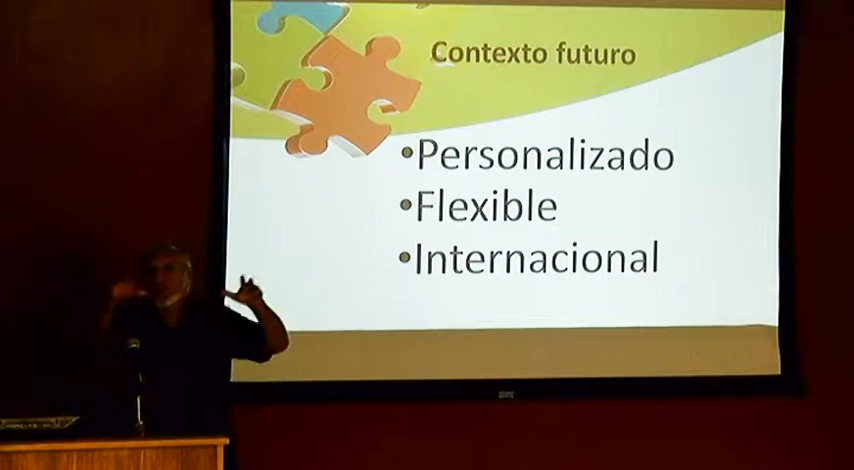 Contexto futuro
•Personalizado
•Flexible
•Internacional